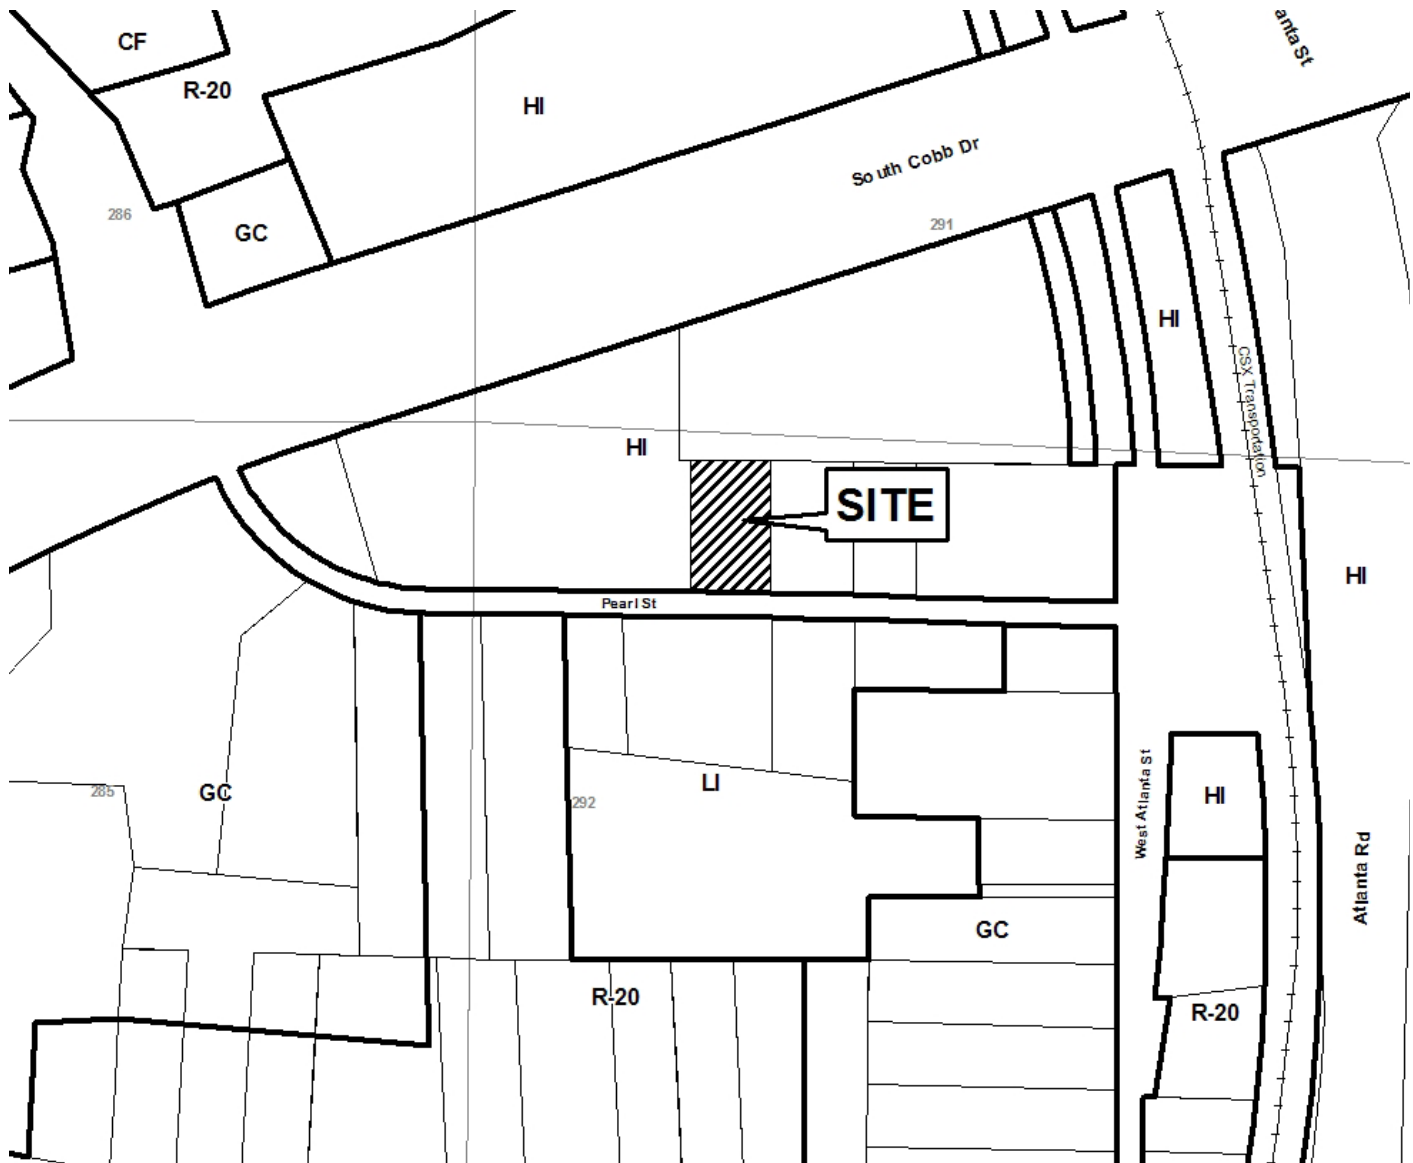 anta St
CF
R-20
HI
South Cobb Dr
286
291
GC
HI
CSX Transportation
HI
SITE
HI
Pearl St
LI
285
GC
292
West Atlanta St
HI
Atlanta Rd
GC
R-20
R-20